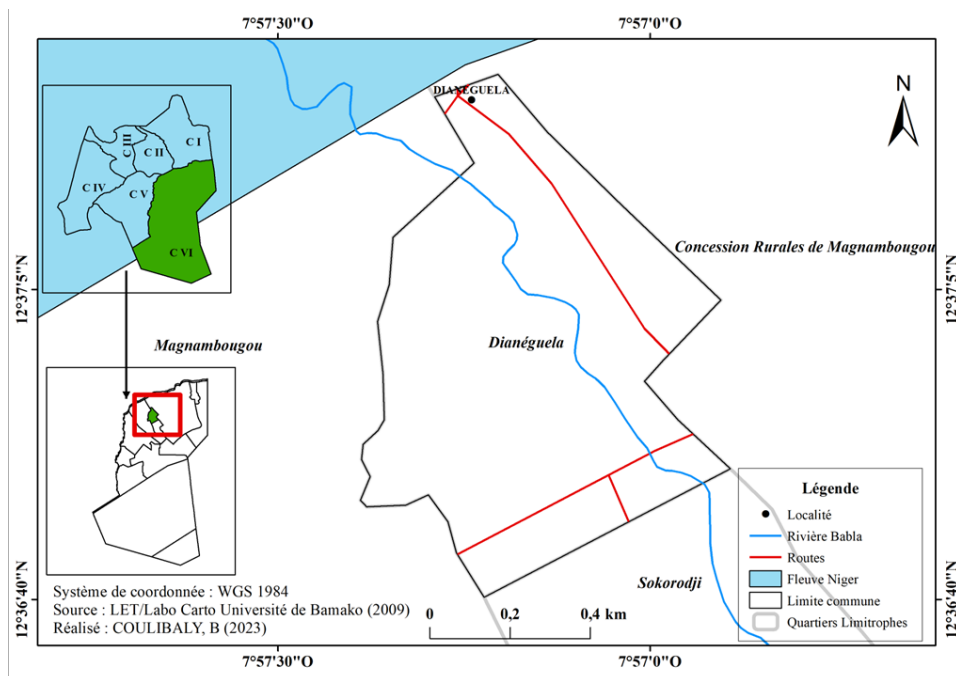 7°57'30"O
7°57'0"O
DIANEGUELA
N
C III
C II
C I
C IV
C V
C VI
Concession Rurales de Magnambougou
12°37'5"N
12°37'5"N
Magnambougou
Dianéguela
Légende
Localité
Rivière Babla
Routes
Fleuve Niger
Limite commune
Quartiers Limitrophes
Sokorodji
Système de coordonnée : WGS 1984
Source : LET/Labo Carto Université de Bamako (2009)
Réalisé : COULIBALY, B (2023)
0 0,2 0,4 km
12°36'40"N
12°36'40"N
7°57'30"O
7°57'0"O